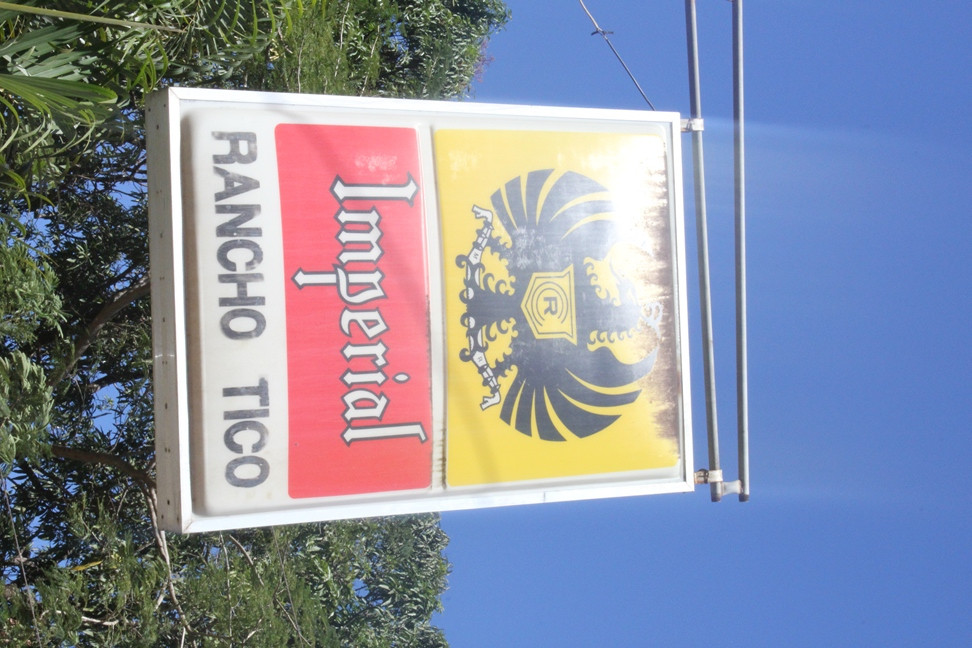 R
Imperial
RANCHO TICO